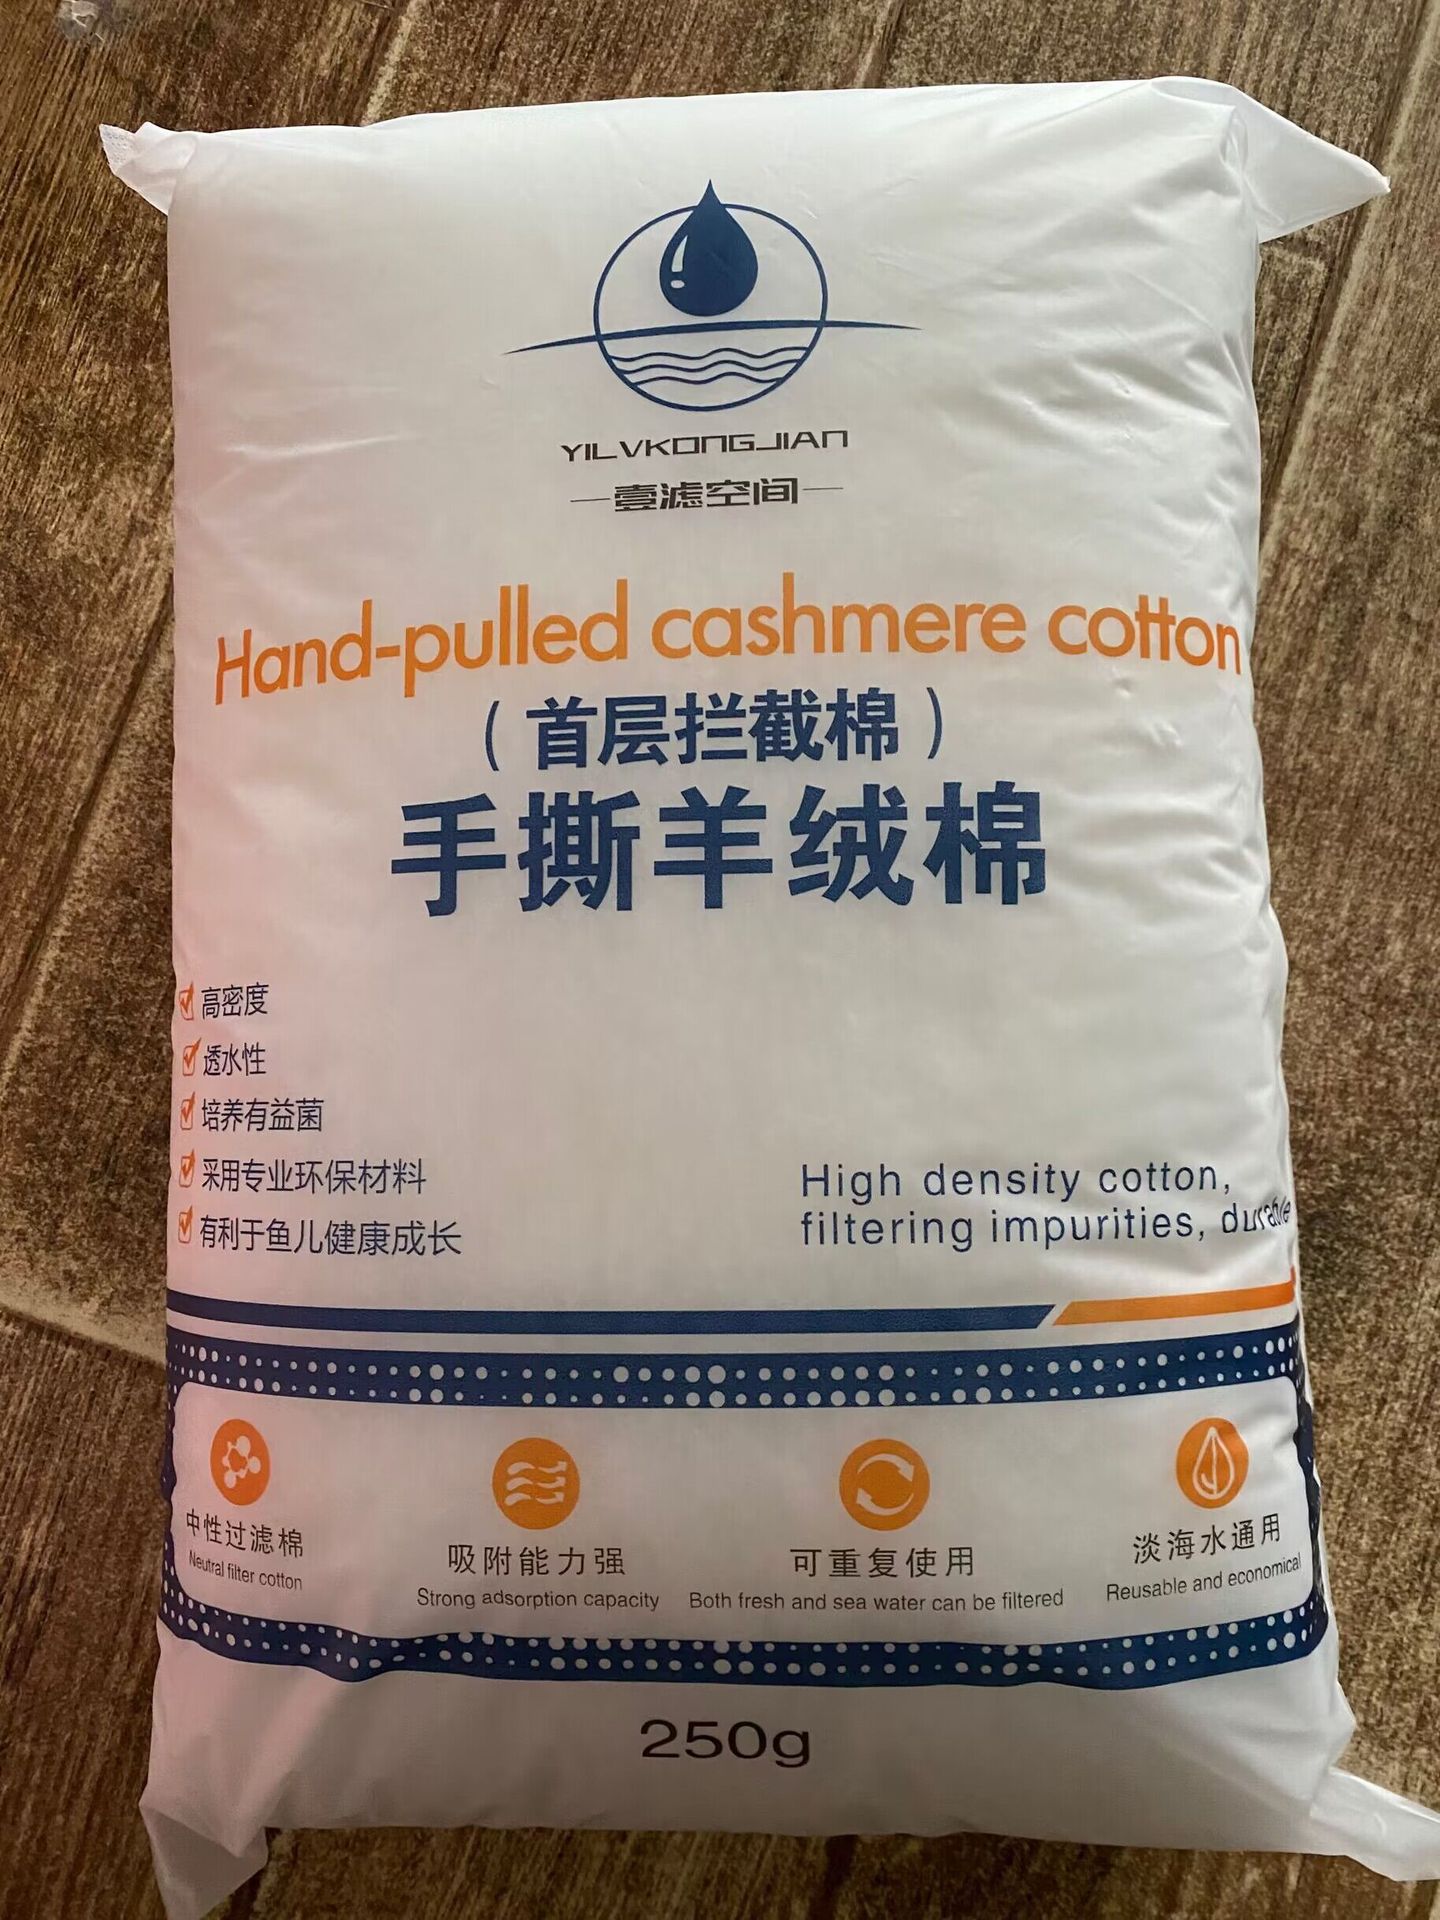 YILVKONGJIAN
壹滤空间
Hand-pulled cashmere cotton
（首层拦截棉）
手撕羊绒棉
高密度
透水性
培养有益菌
采用专业环保材料
有利于鱼儿健康成长
High density cotton,
filtering impurities, durable
中性过滤棉
Neutral filter cotton
吸附能力强
Strong adsorption capacity
可重复使用
Both fresh and sea water can be filtered
淡海水通用
Reusable and economical
250g